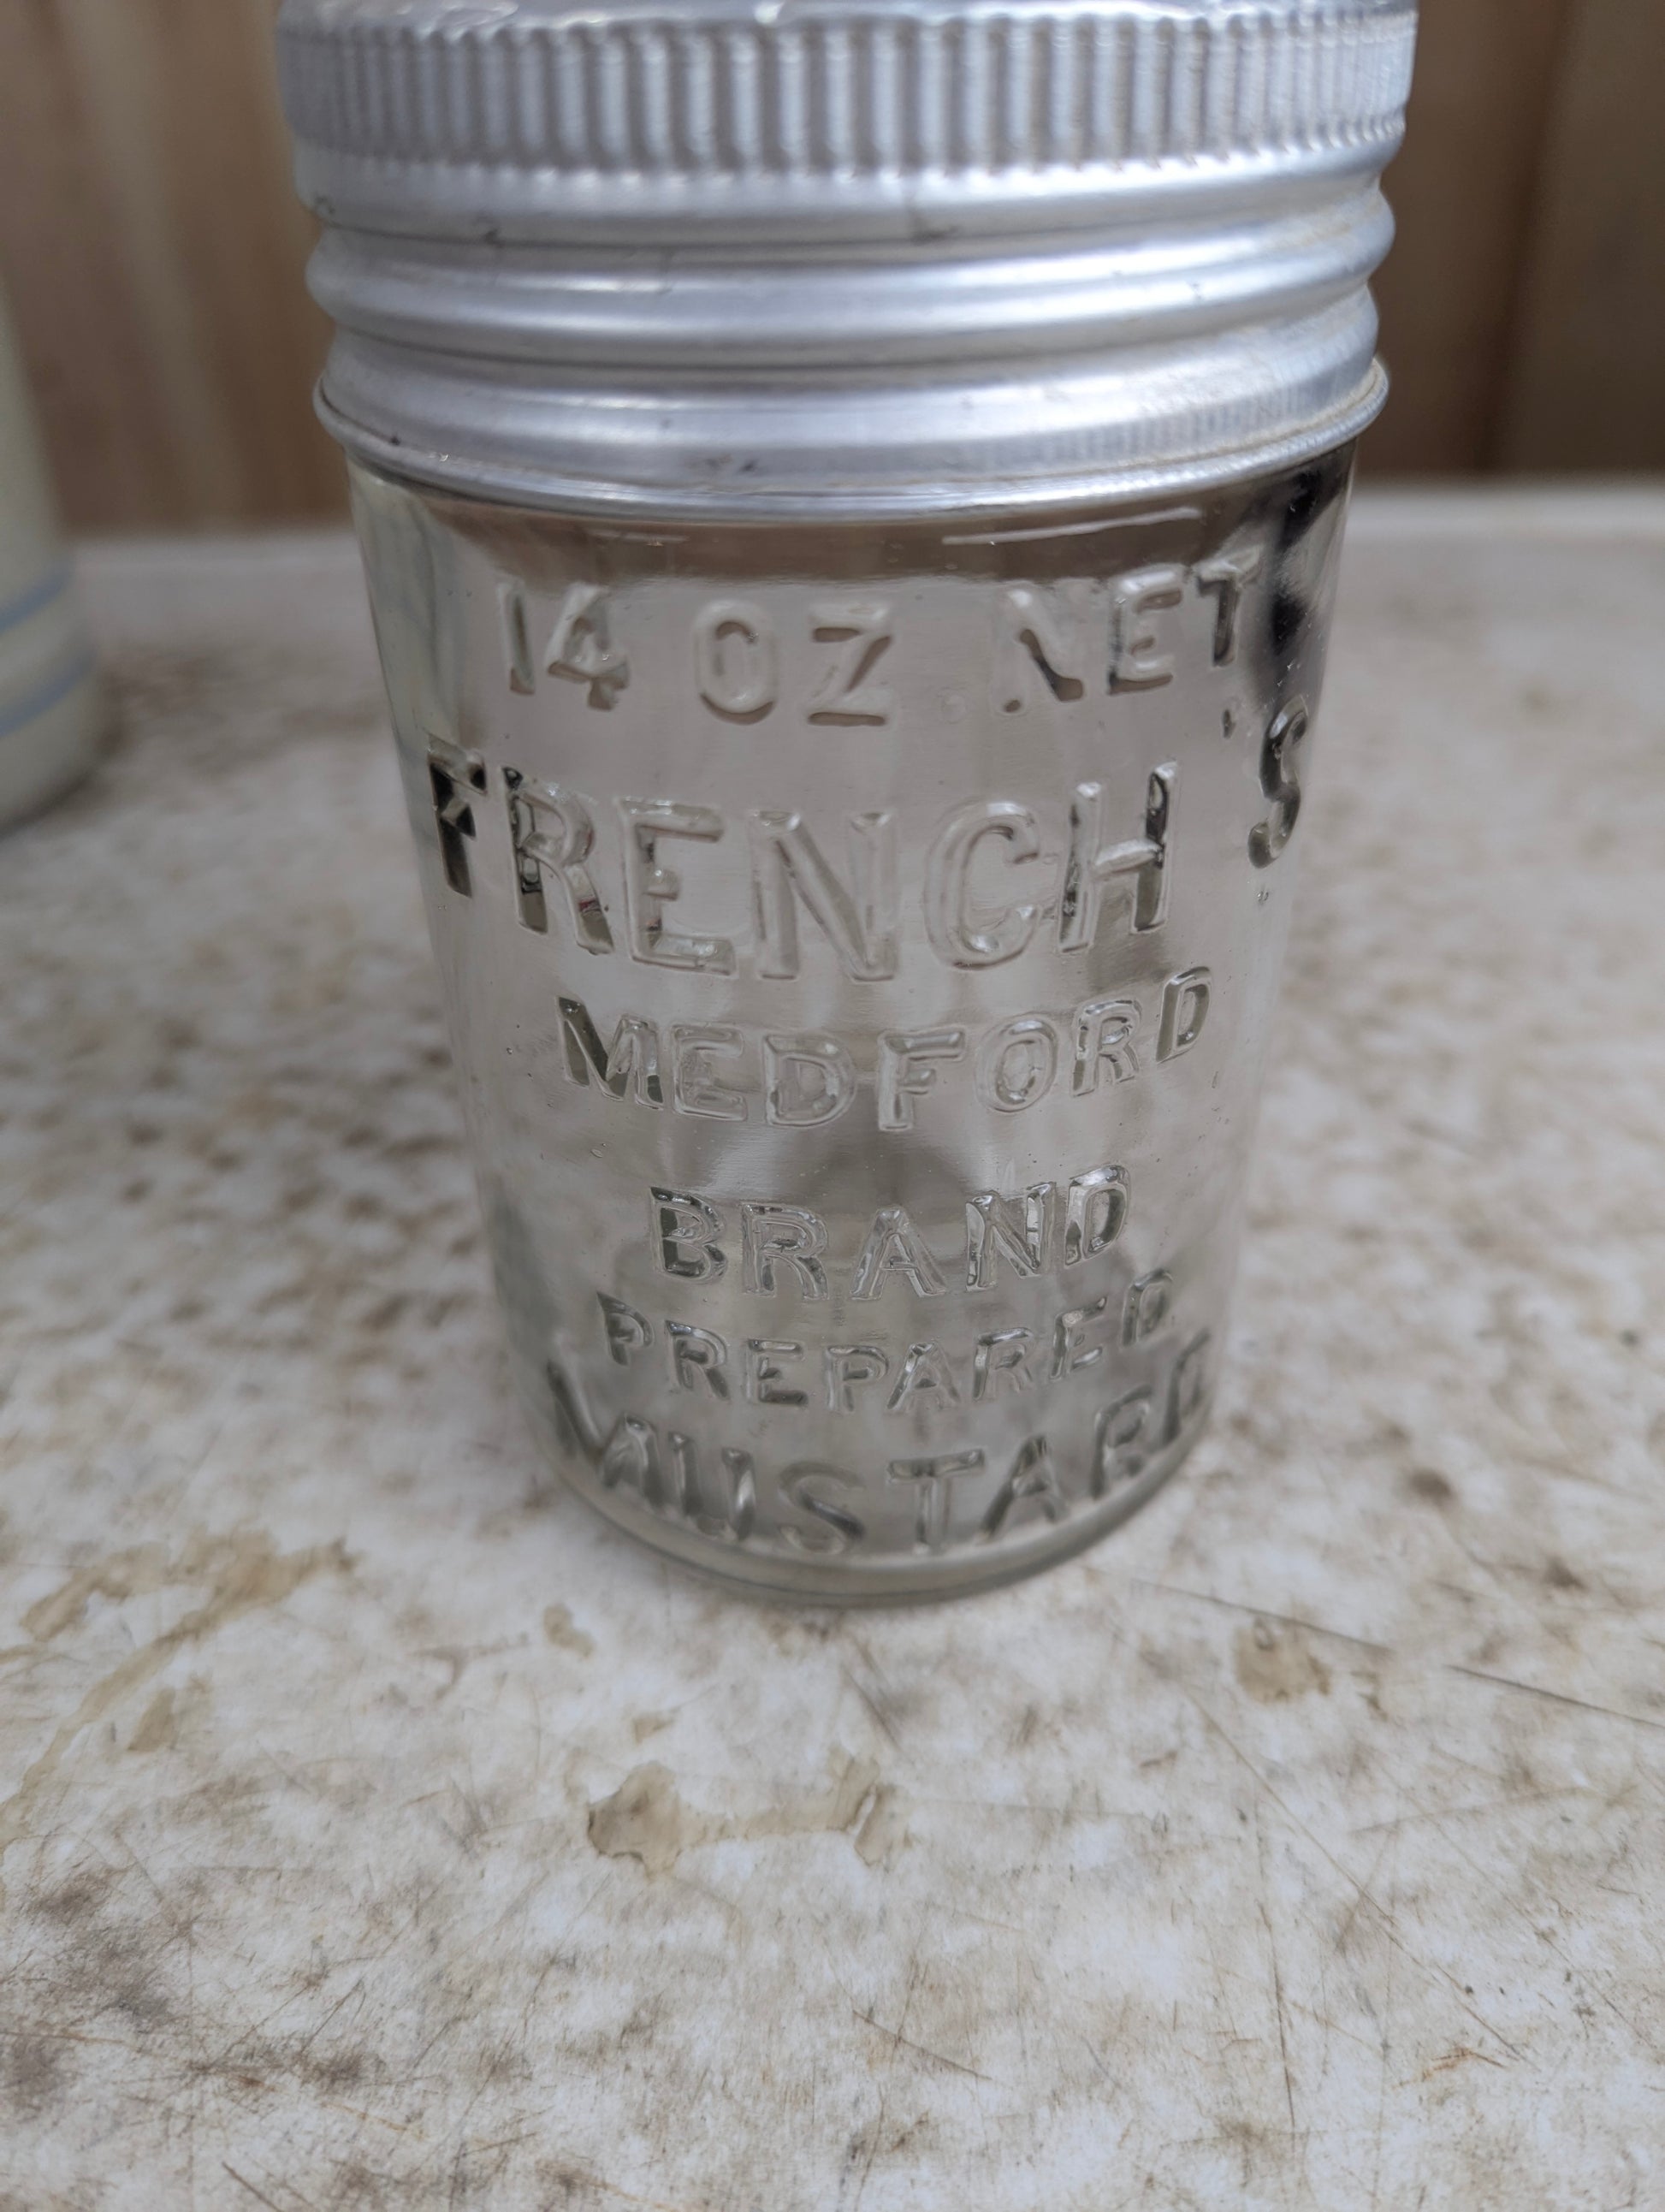 14 OZ. NET
FRENCH'S
MEDFORD
BRAND
PREPARED
MUSTARD